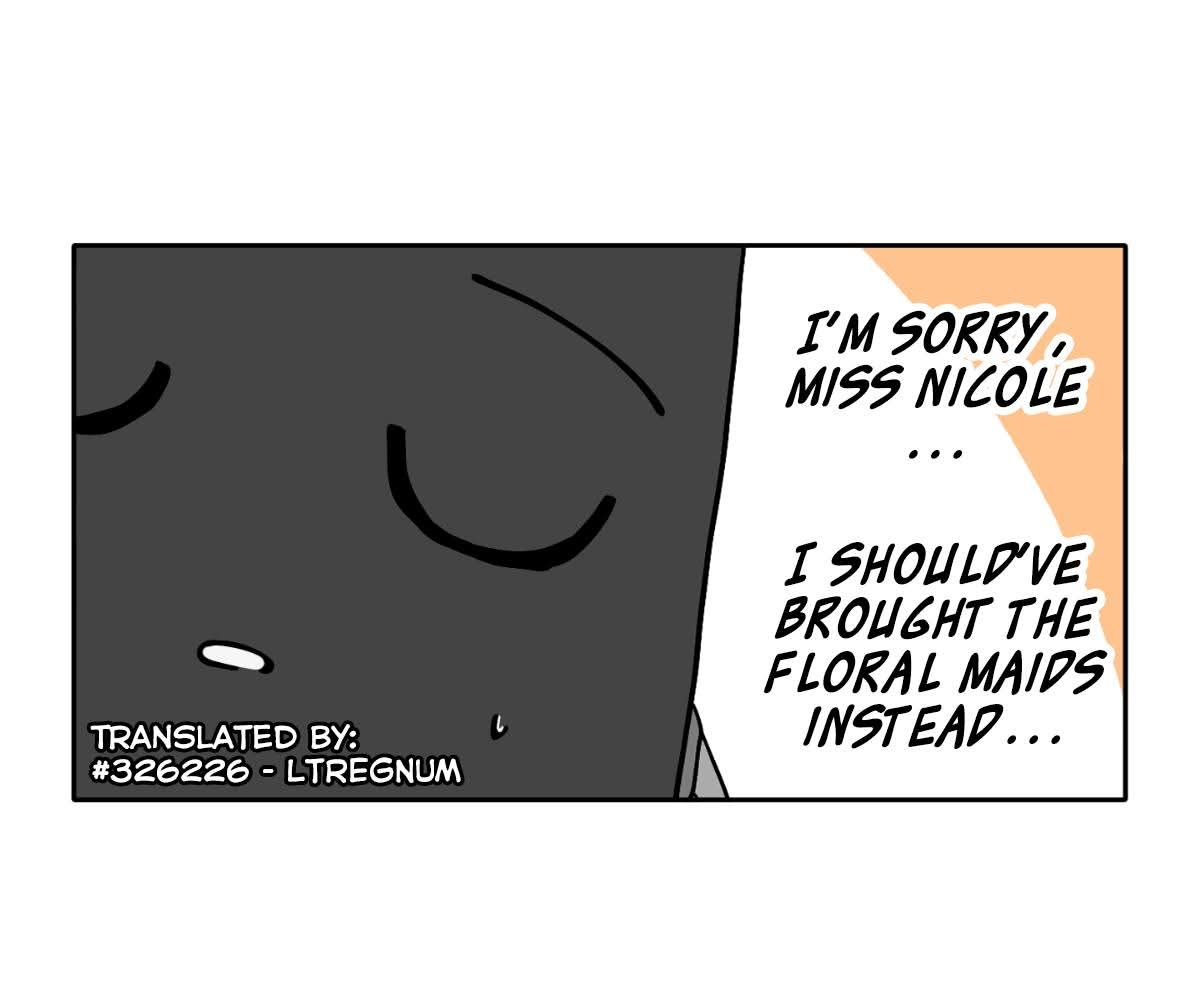 I'M SORRY,
MISS NICOLE
...
I SHOULD'VE
BROUGHT THE
FLORAL MAIDS
INSTEAD...
TRANSLATED BY:
#326226 - LTREGNUM